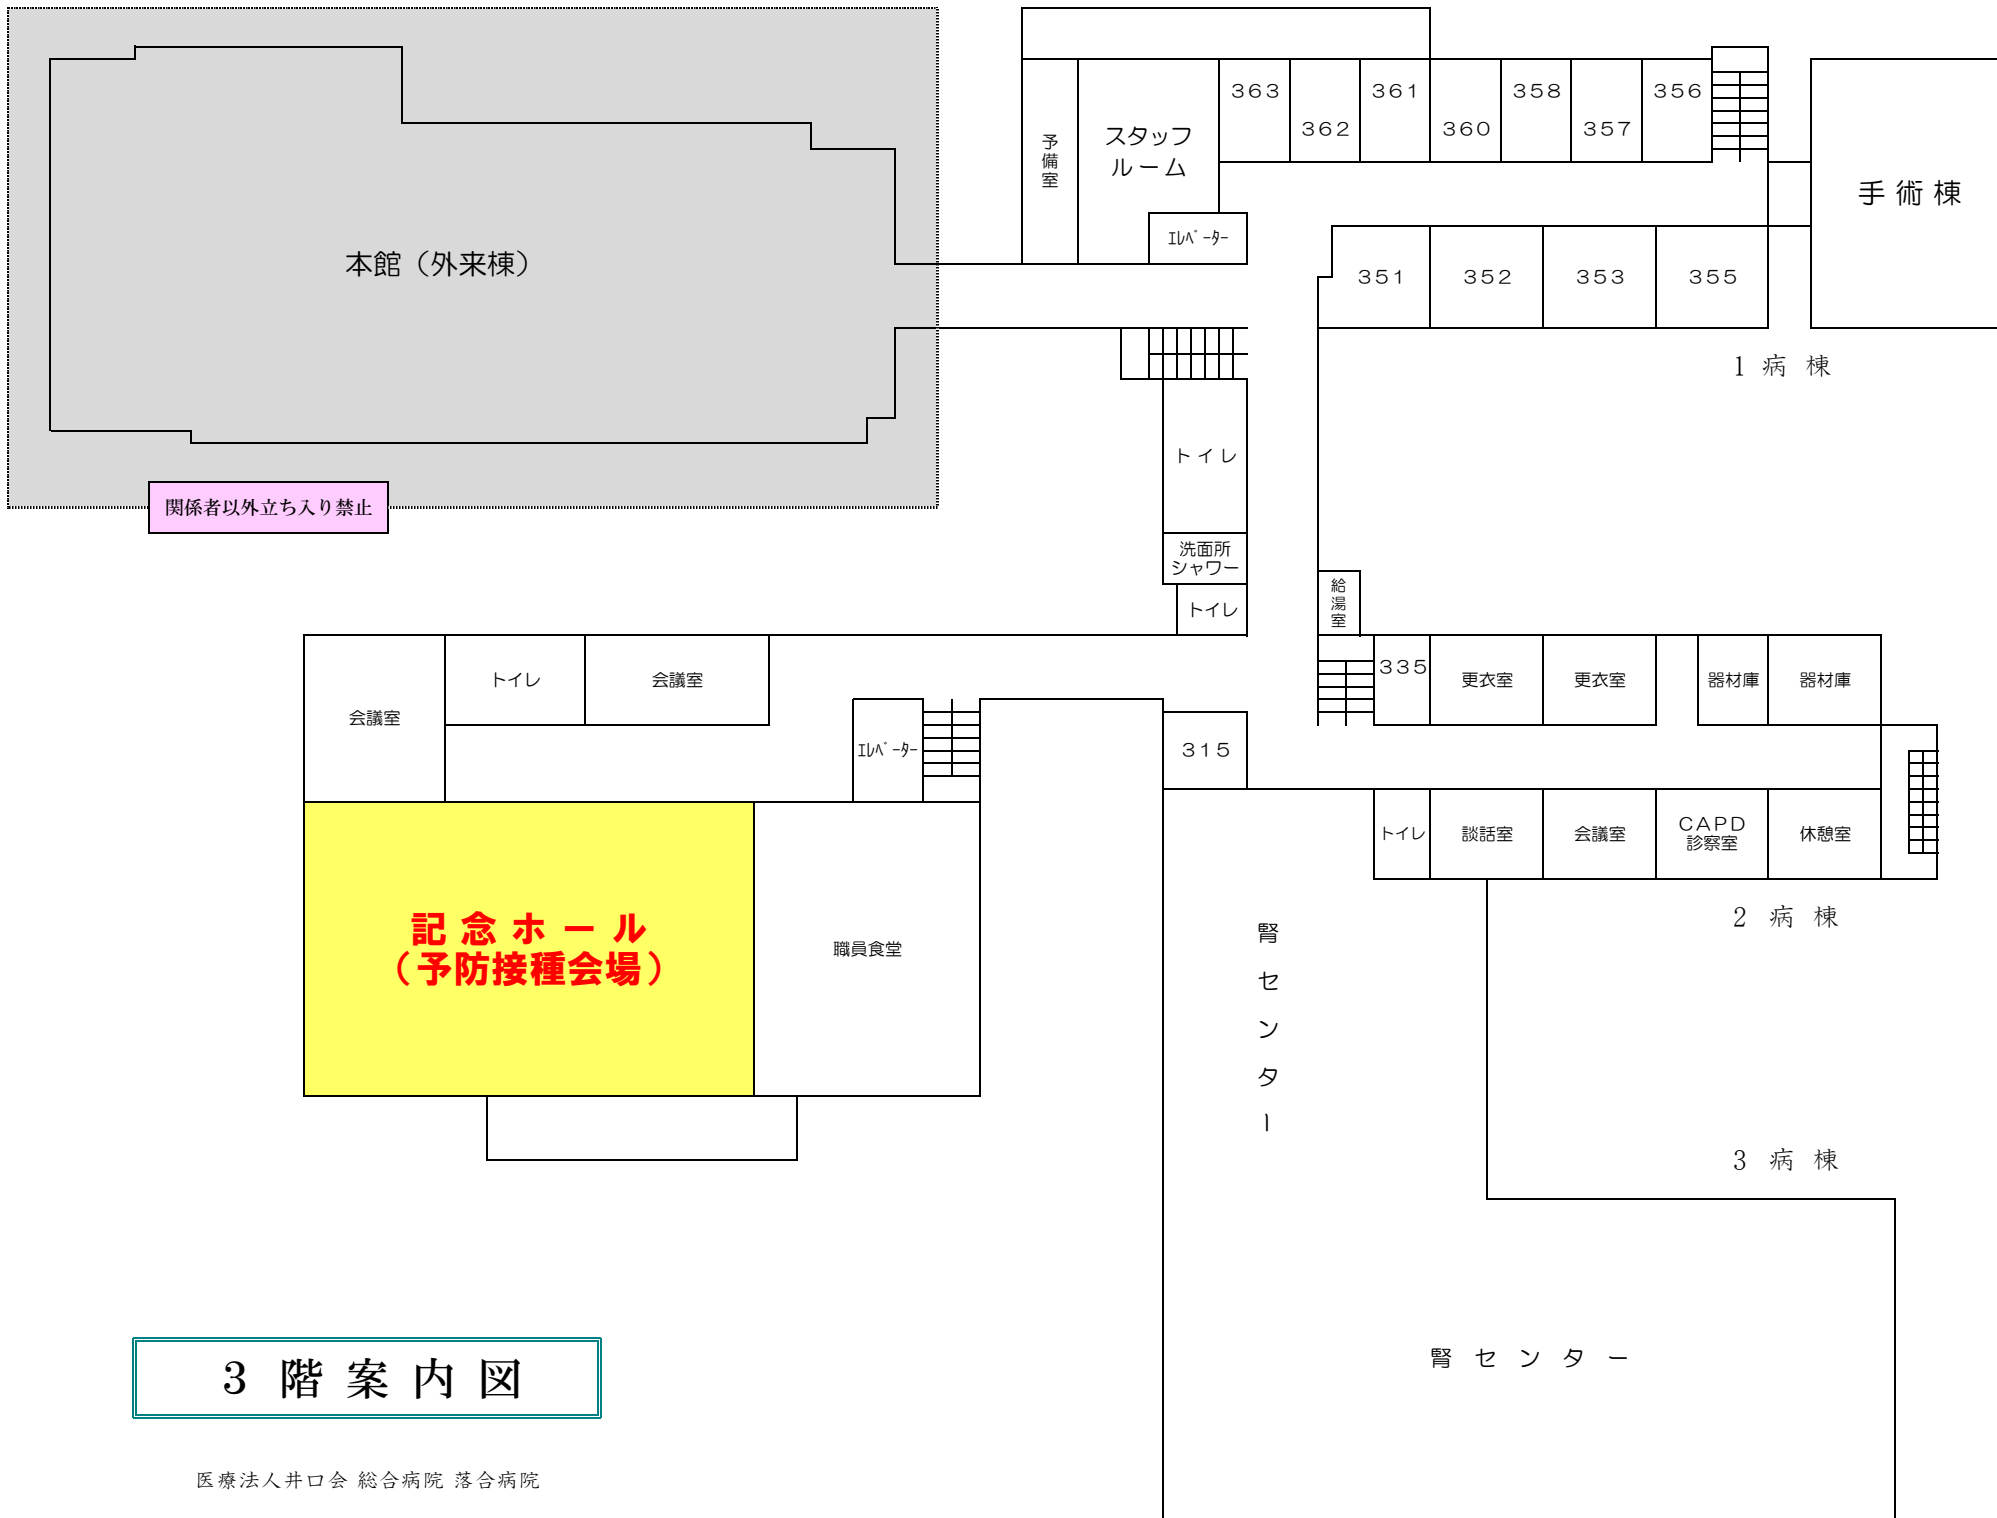 363
361
358
356
362
360
357
予備室
スタッフ
ルーム
手術棟
エレベーター
本館（外来棟）
351
352
353
355
1 病 棟
トイレ
関係者以外立ち入り禁止
洗面所
シャワー
トイレ
給湯室
会議室
トイレ
会議室
エレベーター
315
335
更衣室
更衣室
器材庫
器材庫
トイレ
談話室
会議室
CAPD
診察室
休憩室
2 病 棟
記念ホール
（予防接種会場）
職員食堂
腎センター
3 病 棟
腎センター
3 階 案 内 図
医療法人井口会 総合病院 落合病院